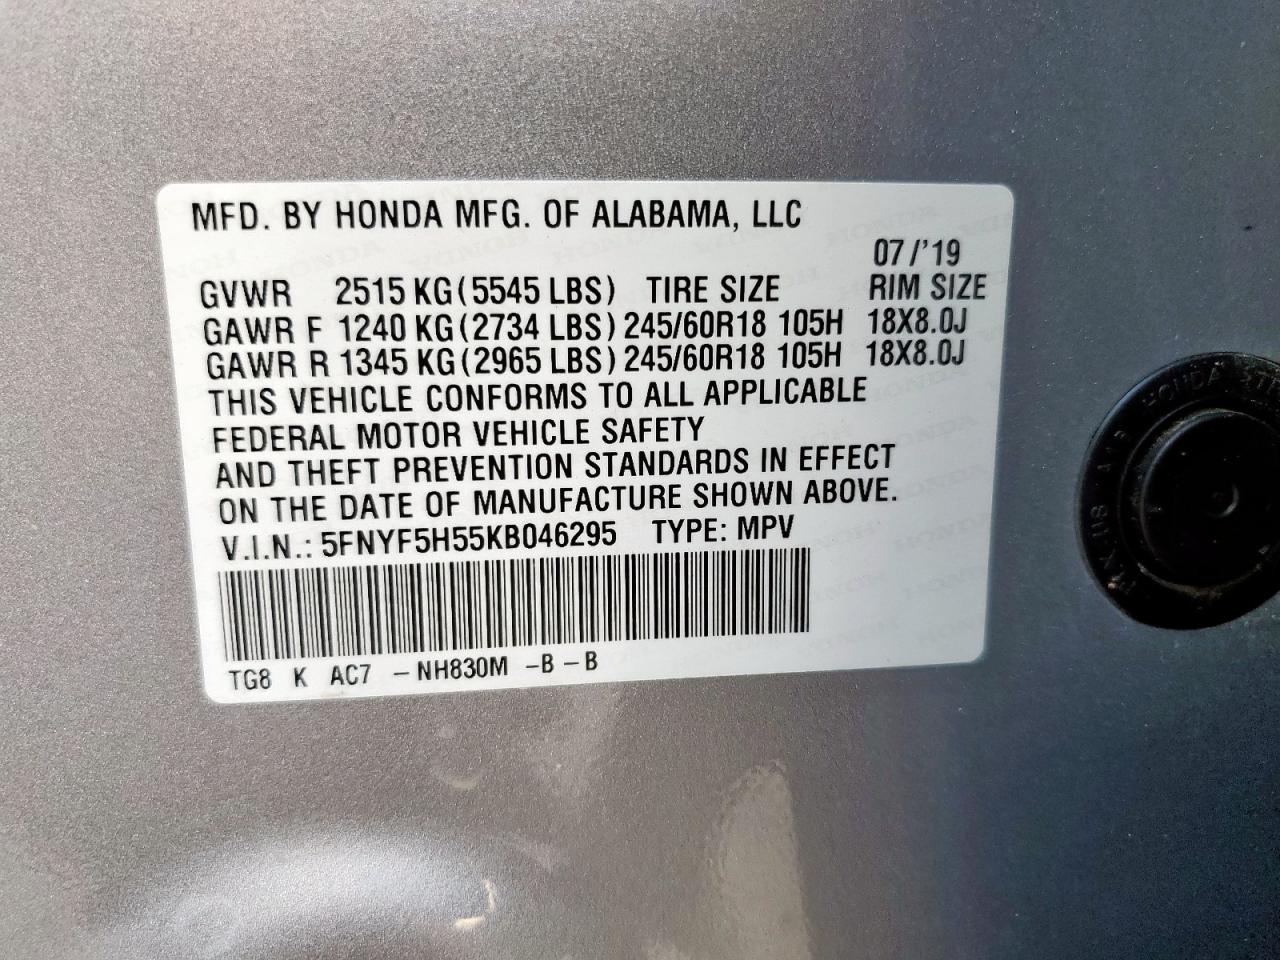 MFD. BY HONDA MFG. OF ALABAMA, LLC
07/'19
GVWR 2515 KG (5545 LBS) TIRE SIZE RIM SIZE
GAWR F 1240 KG (2734 LBS) 245/60R18 105H 18X8.0J
GAWR R 1345 KG (2965 LBS) 245/60R18 105H 18X8.0J
THIS VEHICLE CONFORMS TO ALL APPLICABLE
FEDERAL MOTOR VEHICLE SAFETY
AND THEFT PREVENTION STANDARDS IN EFFECT
ON THE DATE OF MANUFACTURE SHOWN ABOVE.
V.I.N.: 5FNYF5H55KB046295 TYPE: MPV
TG8 K AC7 -NH830M -B -B
HONDA